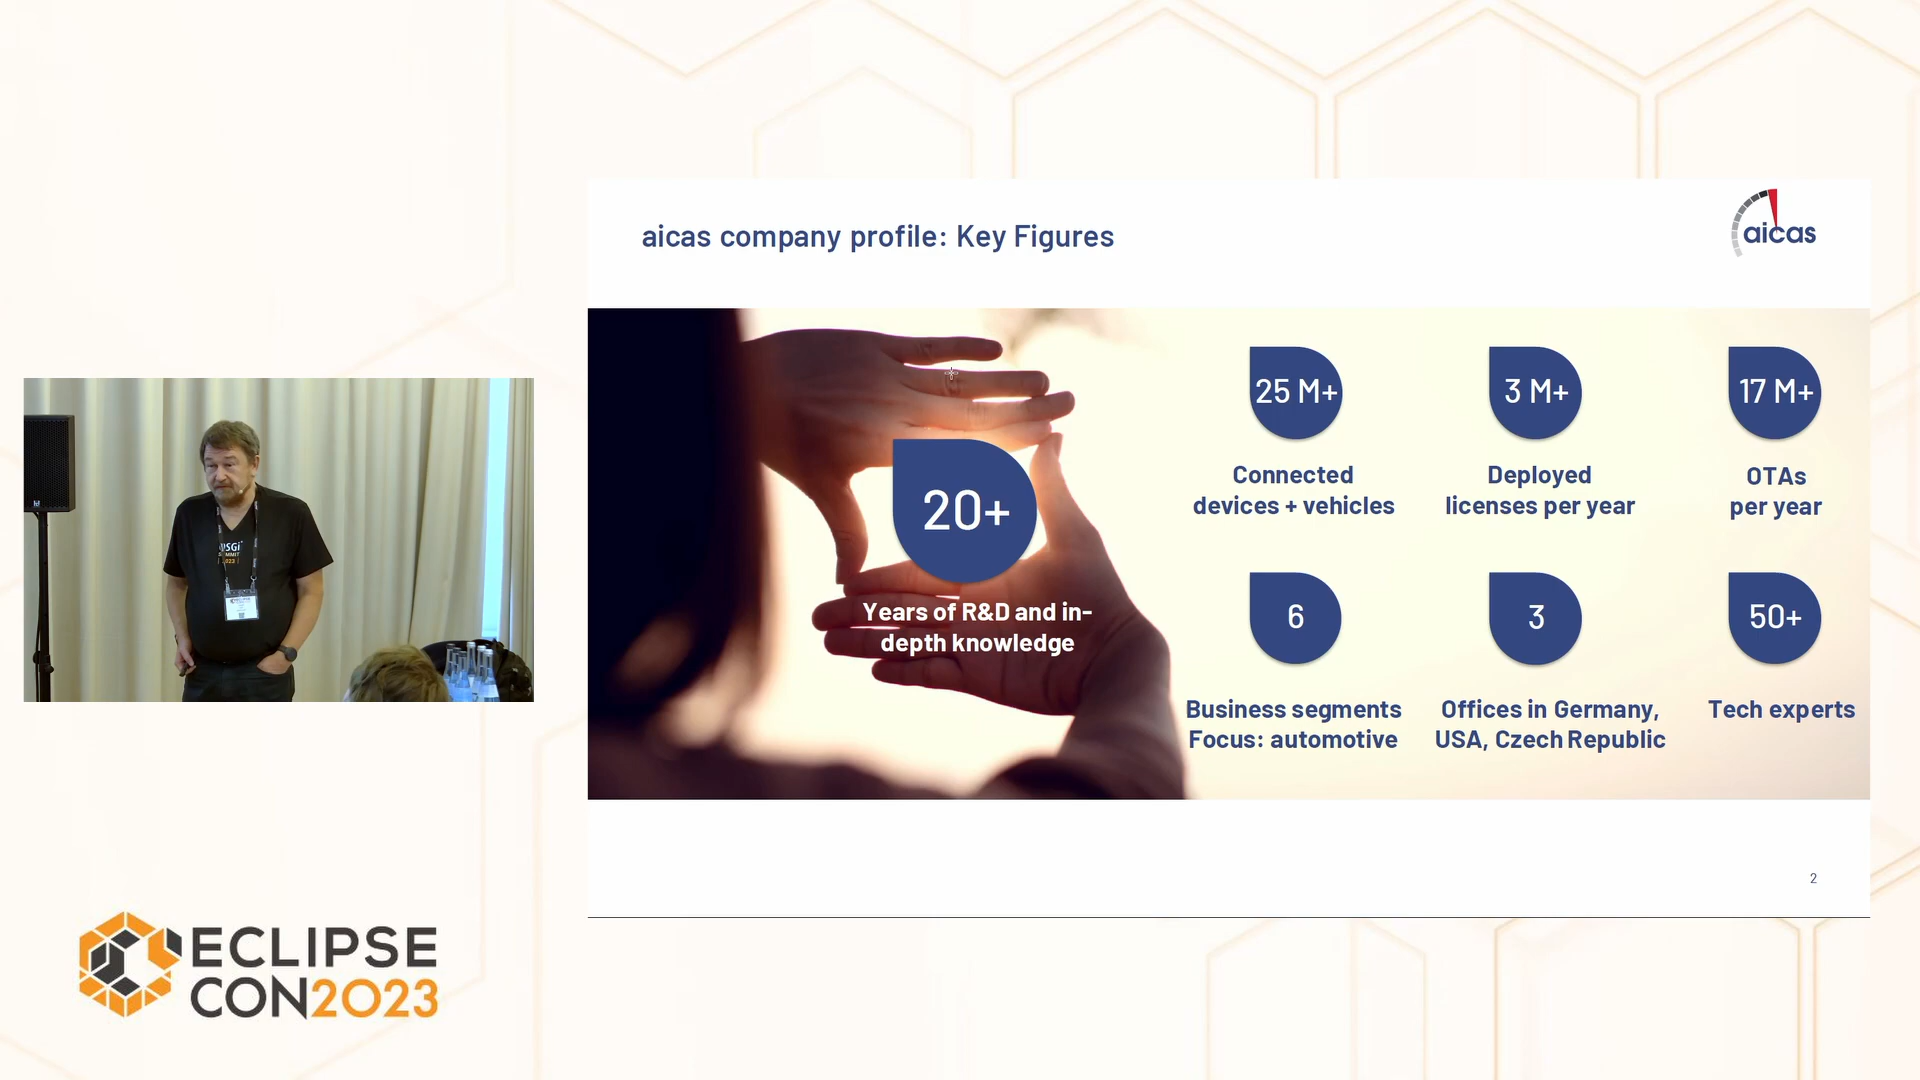 aicas company profile: Key Figures
aicas
20+
Years of R&D and in-
depth knowledge
25 M+
Connected
devices + vehicles
3 M+
Deployed
licenses per year
17 M+
OTAs
per year
6
Business segments
Focus: automotive
3
Offices in Germany,
USA, Czech Republic
50+
Tech experts
2
ECLIPSE
CON2023